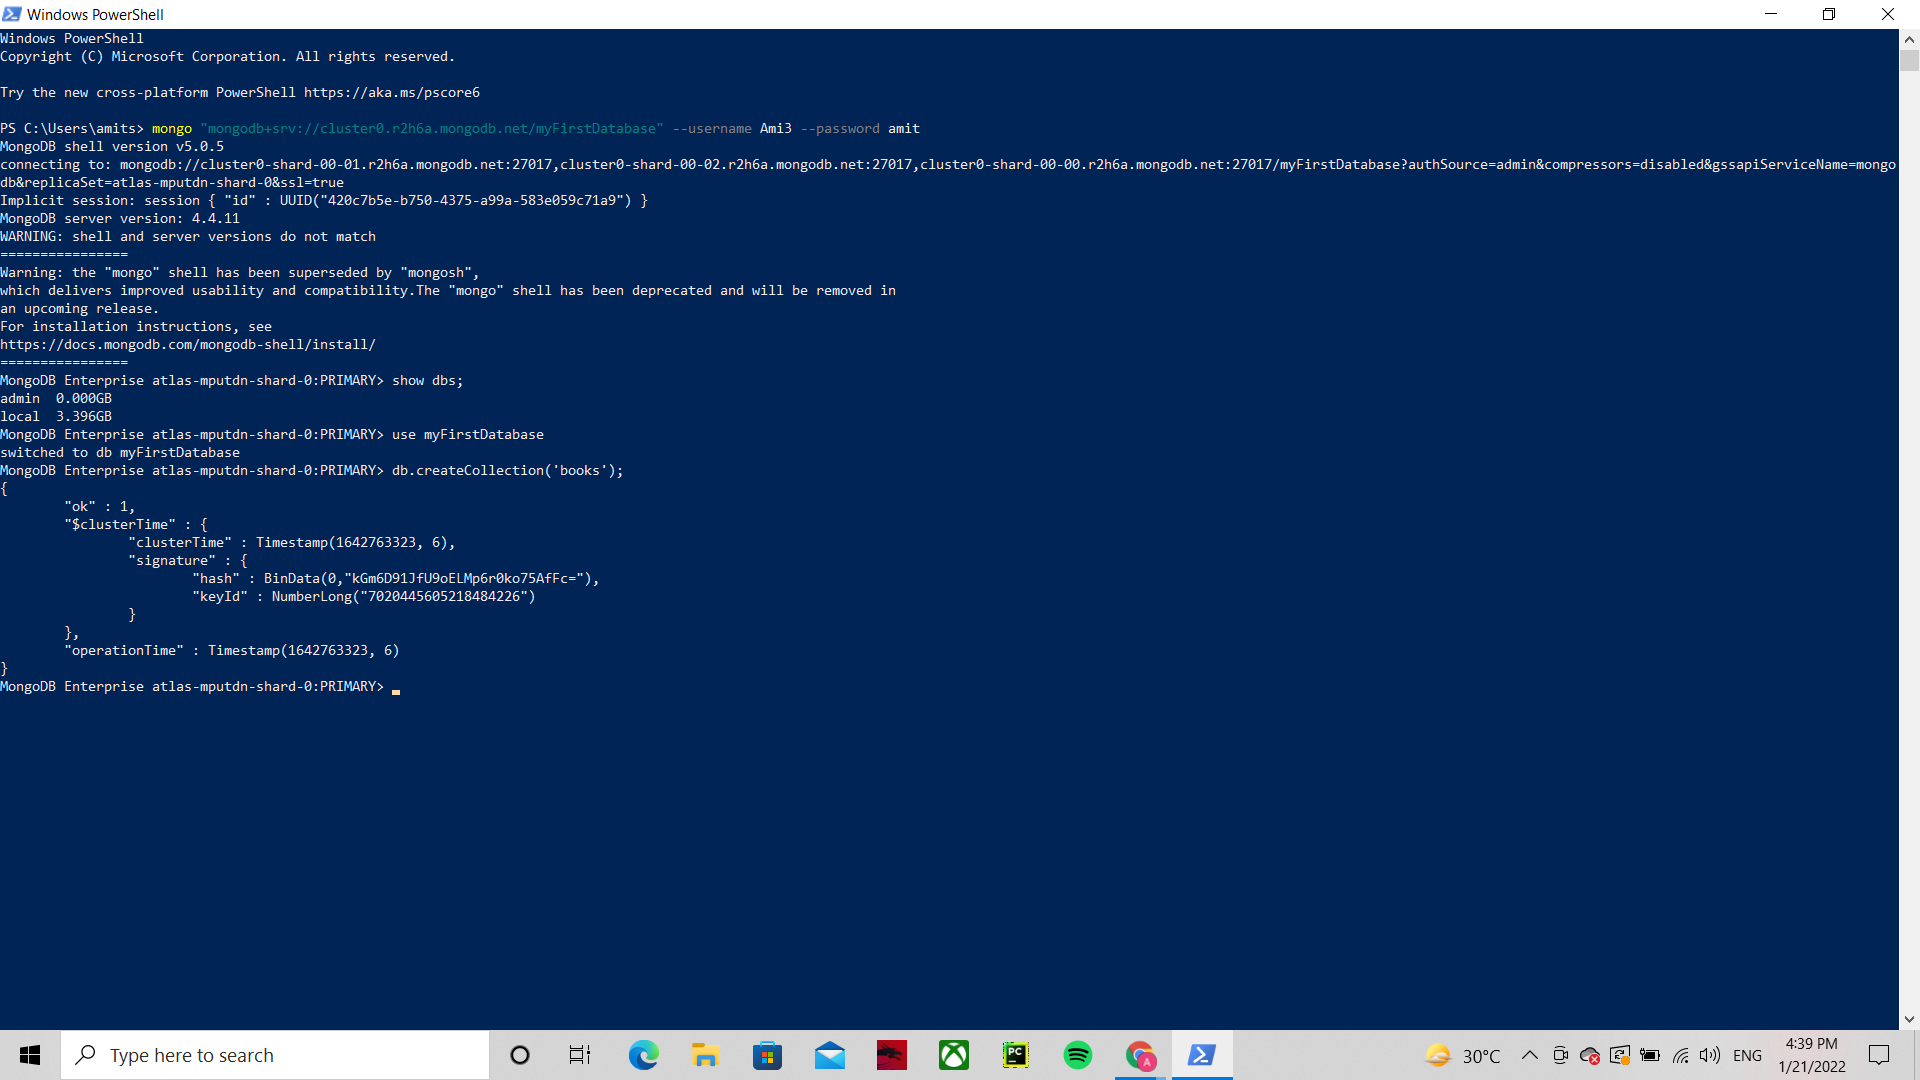 Windows PowerShell
Windows PowerShell
Copyright (C) Microsoft Corporation. All rights reserved.
Try the new cross-platform PowerShell https://aka.ms/pscore6
PS C:\Users\amits> mongo "mongodb+srv://cluster0.r2h6a.mongodb.net/myFirstDatabase" --username Ami3 --password amit
MongoDB shell version v5.0.5
connecting to: mongodb://cluster0-shard-00-01.r2h6a.mongodb.net:27017,cluster0-shard-00-02.r2h6a.mongodb.net:27017,cluster0-shard-00-00.r2h6a.mongodb.net:27017/myFirstDatabase?authSource=admin&compressors=disabled&gssapiServiceName=mongo
db&replicaSet=atlas-mputdn-shard-0&ssl=true
Implicit session: session { "id" : UUID("420c7b5e-b750-4375-a99a-583e059c71a9") }
MongoDB server version: 4.4.11
WARNING: shell and server versions do not match
================
Warning: the "mongo" shell has been superseded by "mongosh",
which delivers improved usability and compatibility.The "mongo" shell has been deprecated and will be removed in
an upcoming release.
For installation instructions, see
https://docs.mongodb.com/mongodb-shell/install/
================
MongoDB Enterprise atlas-mputdn-shard-0:PRIMARY> show dbs;
admin  0.000GB
local  3.396GB
MongoDB Enterprise atlas-mputdn-shard-0:PRIMARY> use myFirstDatabase
switched to db myFirstDatabase
MongoDB Enterprise atlas-mputdn-shard-0:PRIMARY> db.createCollection('books');
{
        "ok" : 1,
        "$clusterTime" : {
                "clusterTime" : Timestamp(1642763323, 6),
                "signature" : {
                        "hash" : BinData(0,"kGm6D91JfU9oELMp6r0ko75AfFc="),
                        "keyId" : NumberLong("7020445605218484226")
                }
        },
        "operationTime" : Timestamp(1642763323, 6)
}
MongoDB Enterprise atlas-mputdn-shard-0:PRIMARY>
Type here to search
PC
A
30°C
ENG
4:39 PM
1/21/2022